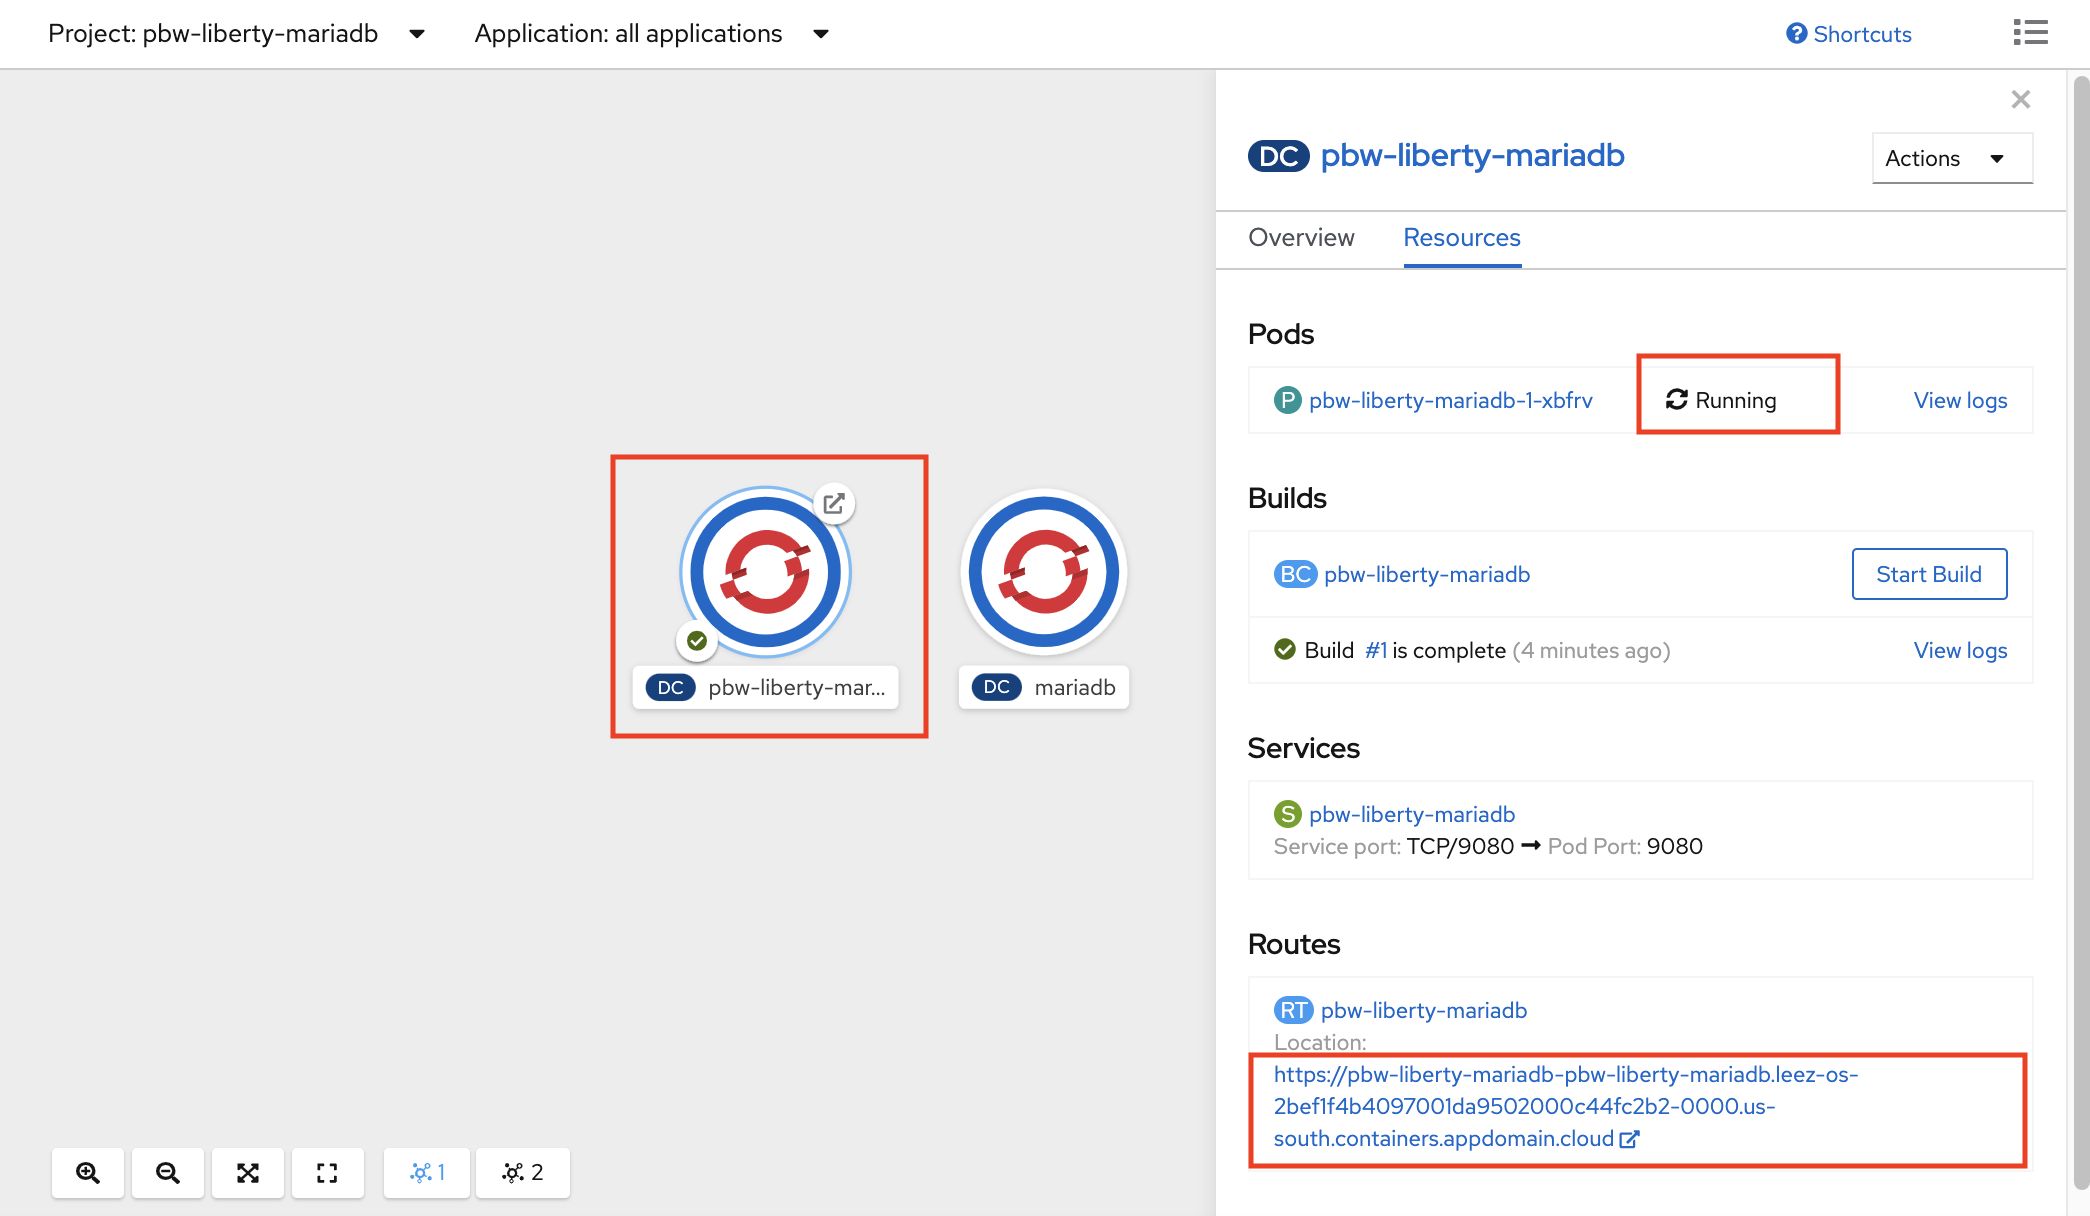 Project: pbw-liberty-mariadb
Application: all applications
Shortcuts
DC pbw-liberty-mariadb
Actions
Overview
Resources
Pods
P pbw-liberty-mariadb-1-xbfrv
Running
View logs
Builds
BC pbw-liberty-mariadb
Start Build
Build #1 is complete (4 minutes ago)
View logs
Services
S pbw-liberty-mariadb
Service port: TCP/9080 → Pod Port: 9080
Routes
RT pbw-liberty-mariadb
Location:
https://pbw-liberty-mariadb-pbw-liberty-mariadb.leez-os-
2bef1f4b4097001da9502000c44fc2b2-0000.us-
south.containers.appdomain.cloud
DC pbw-liberty-mar...
DC mariadb
1
2